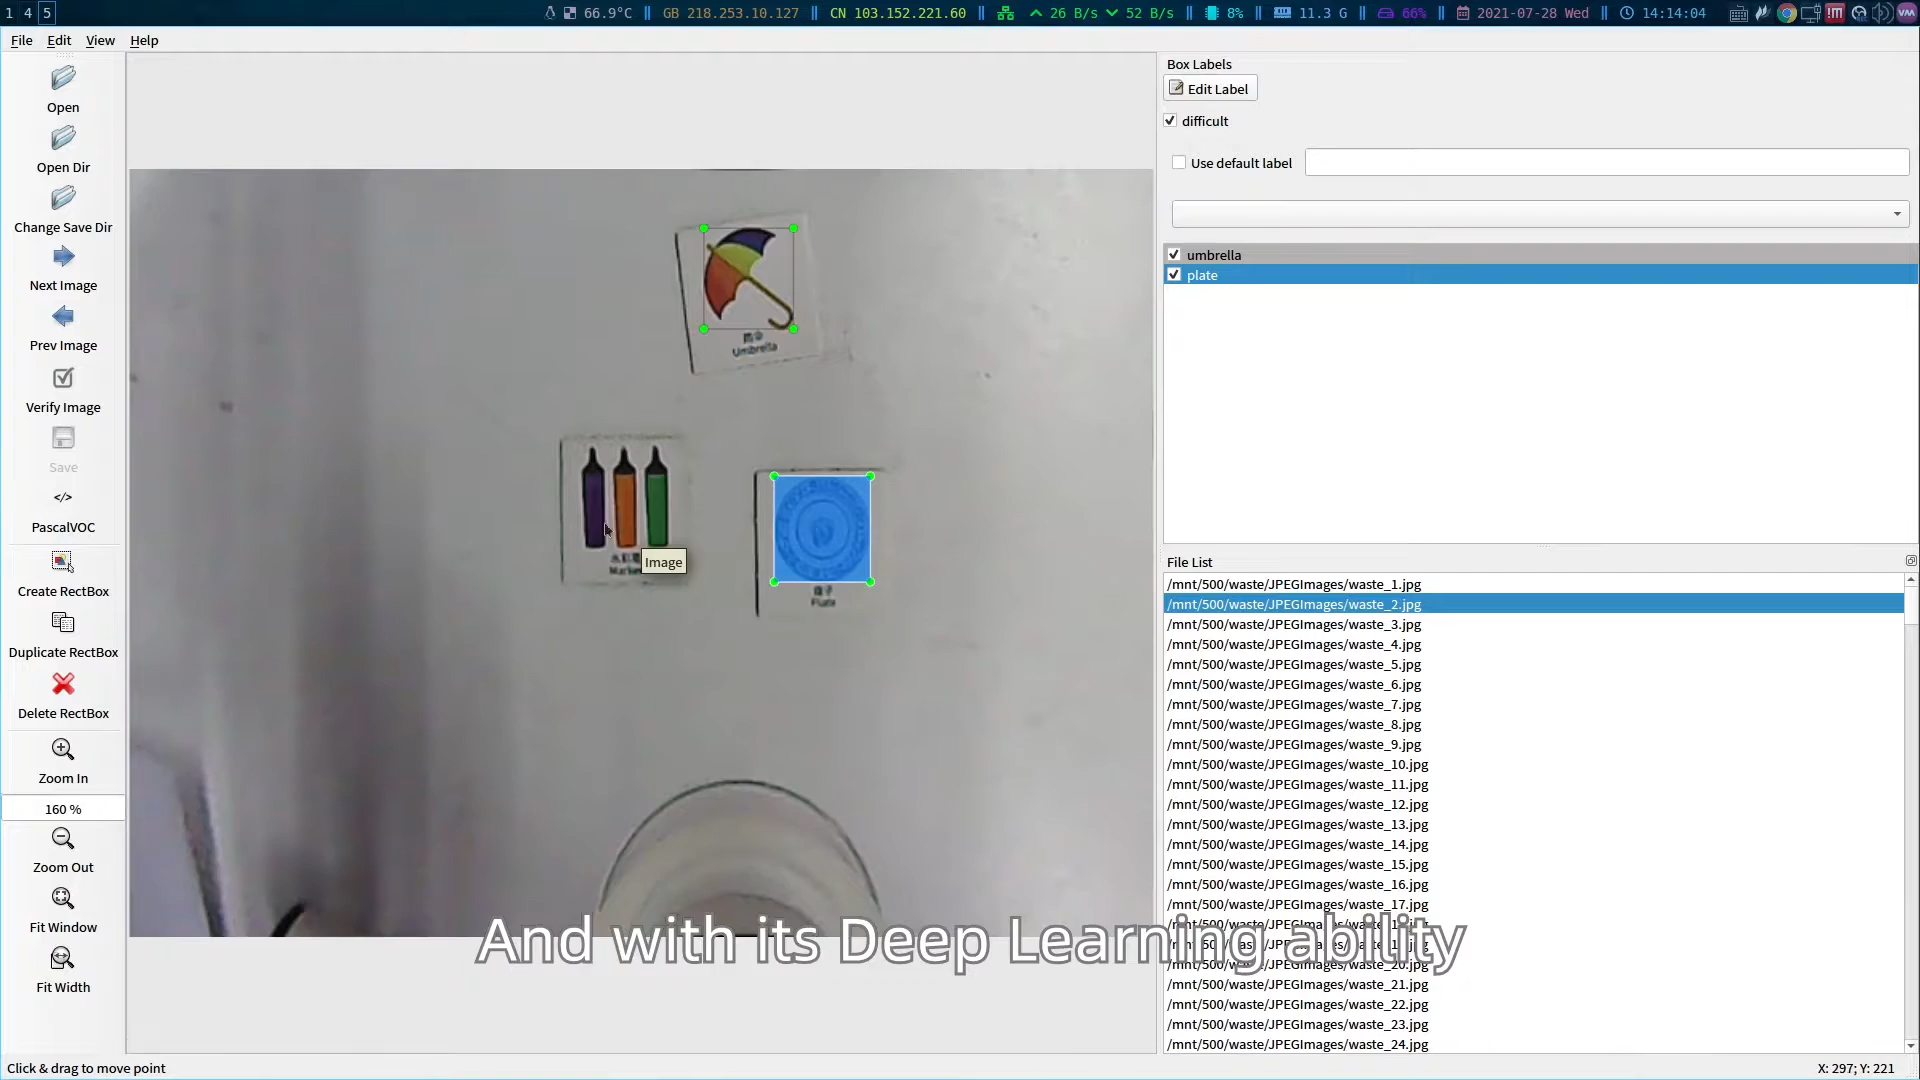 1 4 5
66.9°C || GB 218.253.10.127 || CN 103.152.221.60 || 26 B/s 52 B/s || 8% || 11.3 G || 66% || 2021-07-28 Wed || 14:14:04
File Edit View Help
Open
Open Dir
Change Save Dir
Next Image
Prev Image
Verify Image
Save
</>
PascalVOC
Create RectBox
Duplicate RectBox
Delete RectBox
Zoom In
160 %
Zoom Out
Fit Window
Fit Width
Umbrella
Image
Plate
Box Labels
Edit Label
difficult
Use default label
umbrella
plate
File List
/mnt/500/waste/JPEGImages/waste_1.jpg
/mnt/500/waste/JPEGImages/waste_2.jpg
/mnt/500/waste/JPEGImages/waste_3.jpg
/mnt/500/waste/JPEGImages/waste_4.jpg
/mnt/500/waste/JPEGImages/waste_5.jpg
/mnt/500/waste/JPEGImages/waste_6.jpg
/mnt/500/waste/JPEGImages/waste_7.jpg
/mnt/500/waste/JPEGImages/waste_8.jpg
/mnt/500/waste/JPEGImages/waste_9.jpg
/mnt/500/waste/JPEGImages/waste_10.jpg
/mnt/500/waste/JPEGImages/waste_11.jpg
/mnt/500/waste/JPEGImages/waste_12.jpg
/mnt/500/waste/JPEGImages/waste_13.jpg
/mnt/500/waste/JPEGImages/waste_14.jpg
/mnt/500/waste/JPEGImages/waste_15.jpg
/mnt/500/waste/JPEGImages/waste_16.jpg
/mnt/500/waste/JPEGImages/waste_17.jpg
/mnt/500/waste/JPEGImages/waste_20.jpg
/mnt/500/waste/JPEGImages/waste_21.jpg
/mnt/500/waste/JPEGImages/waste_22.jpg
/mnt/500/waste/JPEGImages/waste_23.jpg
/mnt/500/waste/JPEGImages/waste_24.jpg
And with its Deep Learning ability
Click & drag to move point
X: 297; Y: 221